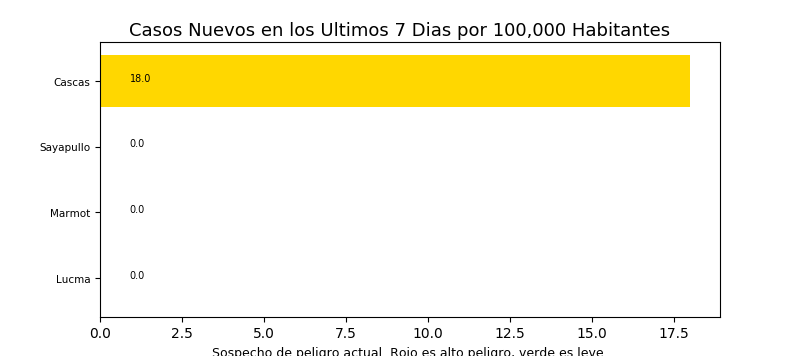 Casos Nuevos en los Ultimos 7 Dias por 100,000 Habitantes
Cascas 18.0
Sayapullo 0.0
Marmot 0.0
Lucma 0.0
0.0 2.5 5.0 7.5 10.0 12.5 15.0 17.5
Sospecho de peligro actual. Rojo es alto peligro, verde es leve